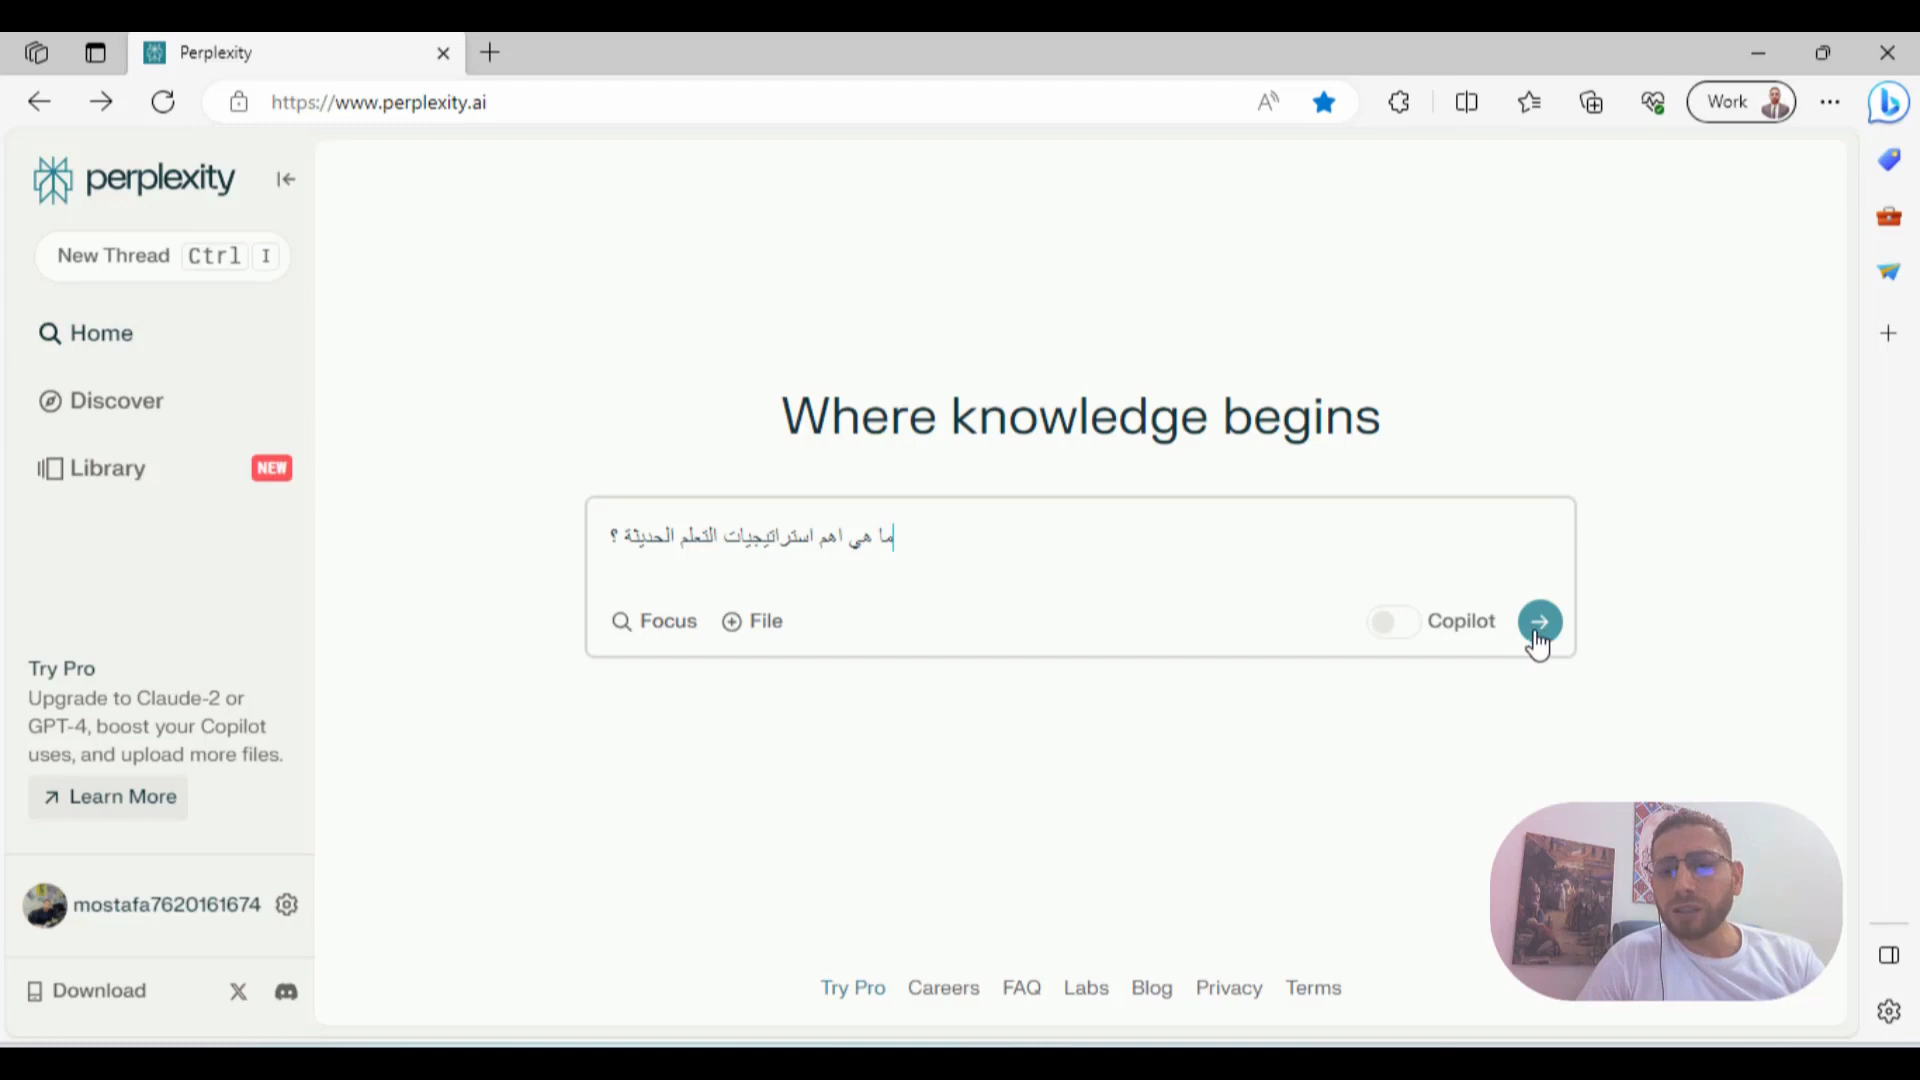 Perplexity
https://www.perplexity.ai
Work
perplexity
New Thread Ctrl I
Home
Discover
Library NEW
Where knowledge begins
ما هي اهم استراتيجيات التعلم الحديثة ؟
Focus File Copilot
Try Pro
Upgrade to Claude-2 or
GPT-4, boost your Copilot
uses, and upload more files.
Learn More
mostafa7620161674
Download
Try Pro Careers FAQ Labs Blog Privacy Terms